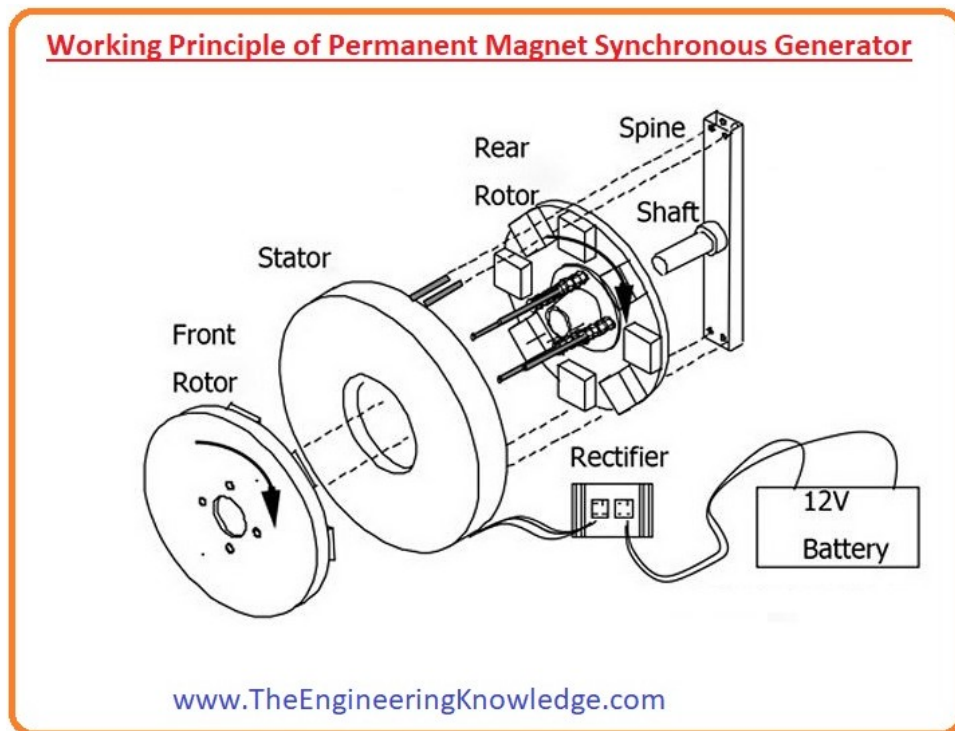 Working Principle of Permanent Magnet Synchronous Generator
Spine
Rear
Rotor
Shaft
Stator
Front
Rotor
Rectifier
12V
Battery
www.TheEngineeringKnowledge.com